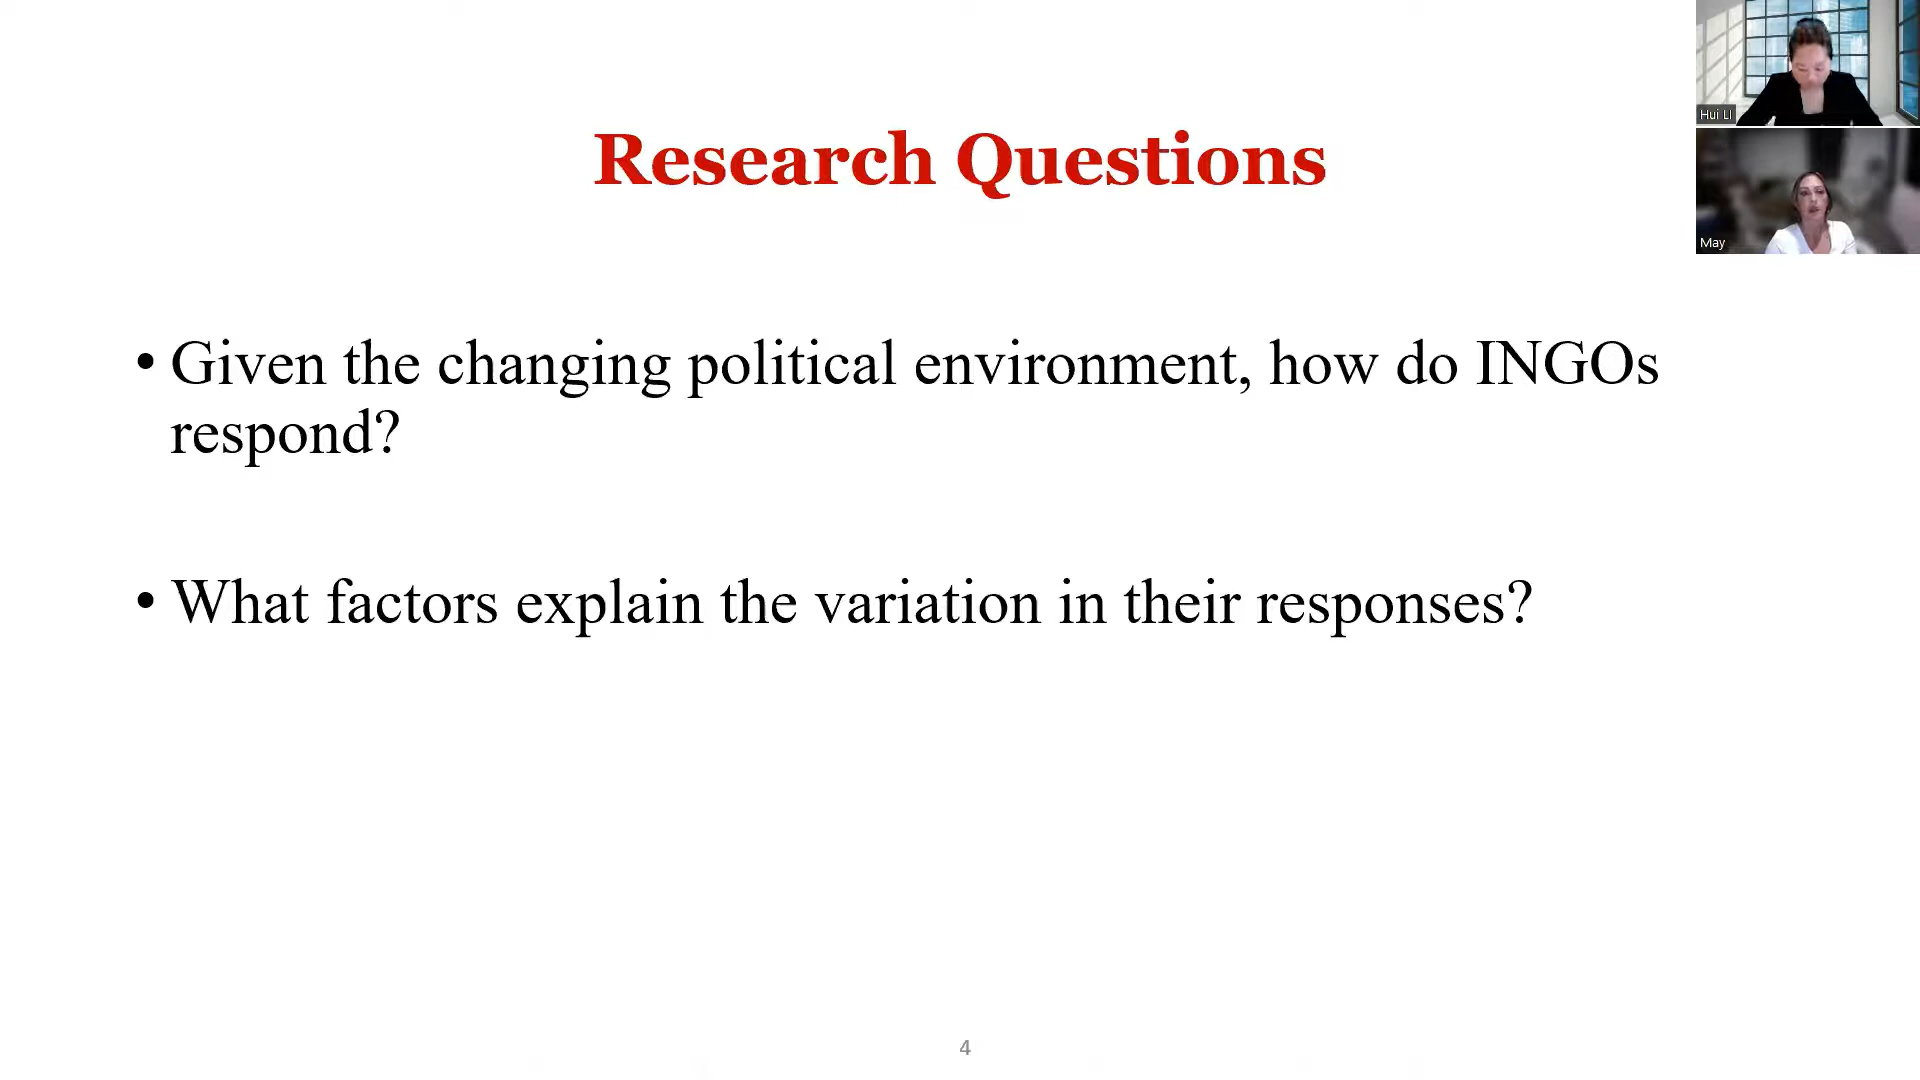 Research Questions
Hui LI
May
• Given the changing political environment, how do INGOs
respond?
• What factors explain the variation in their responses?
4